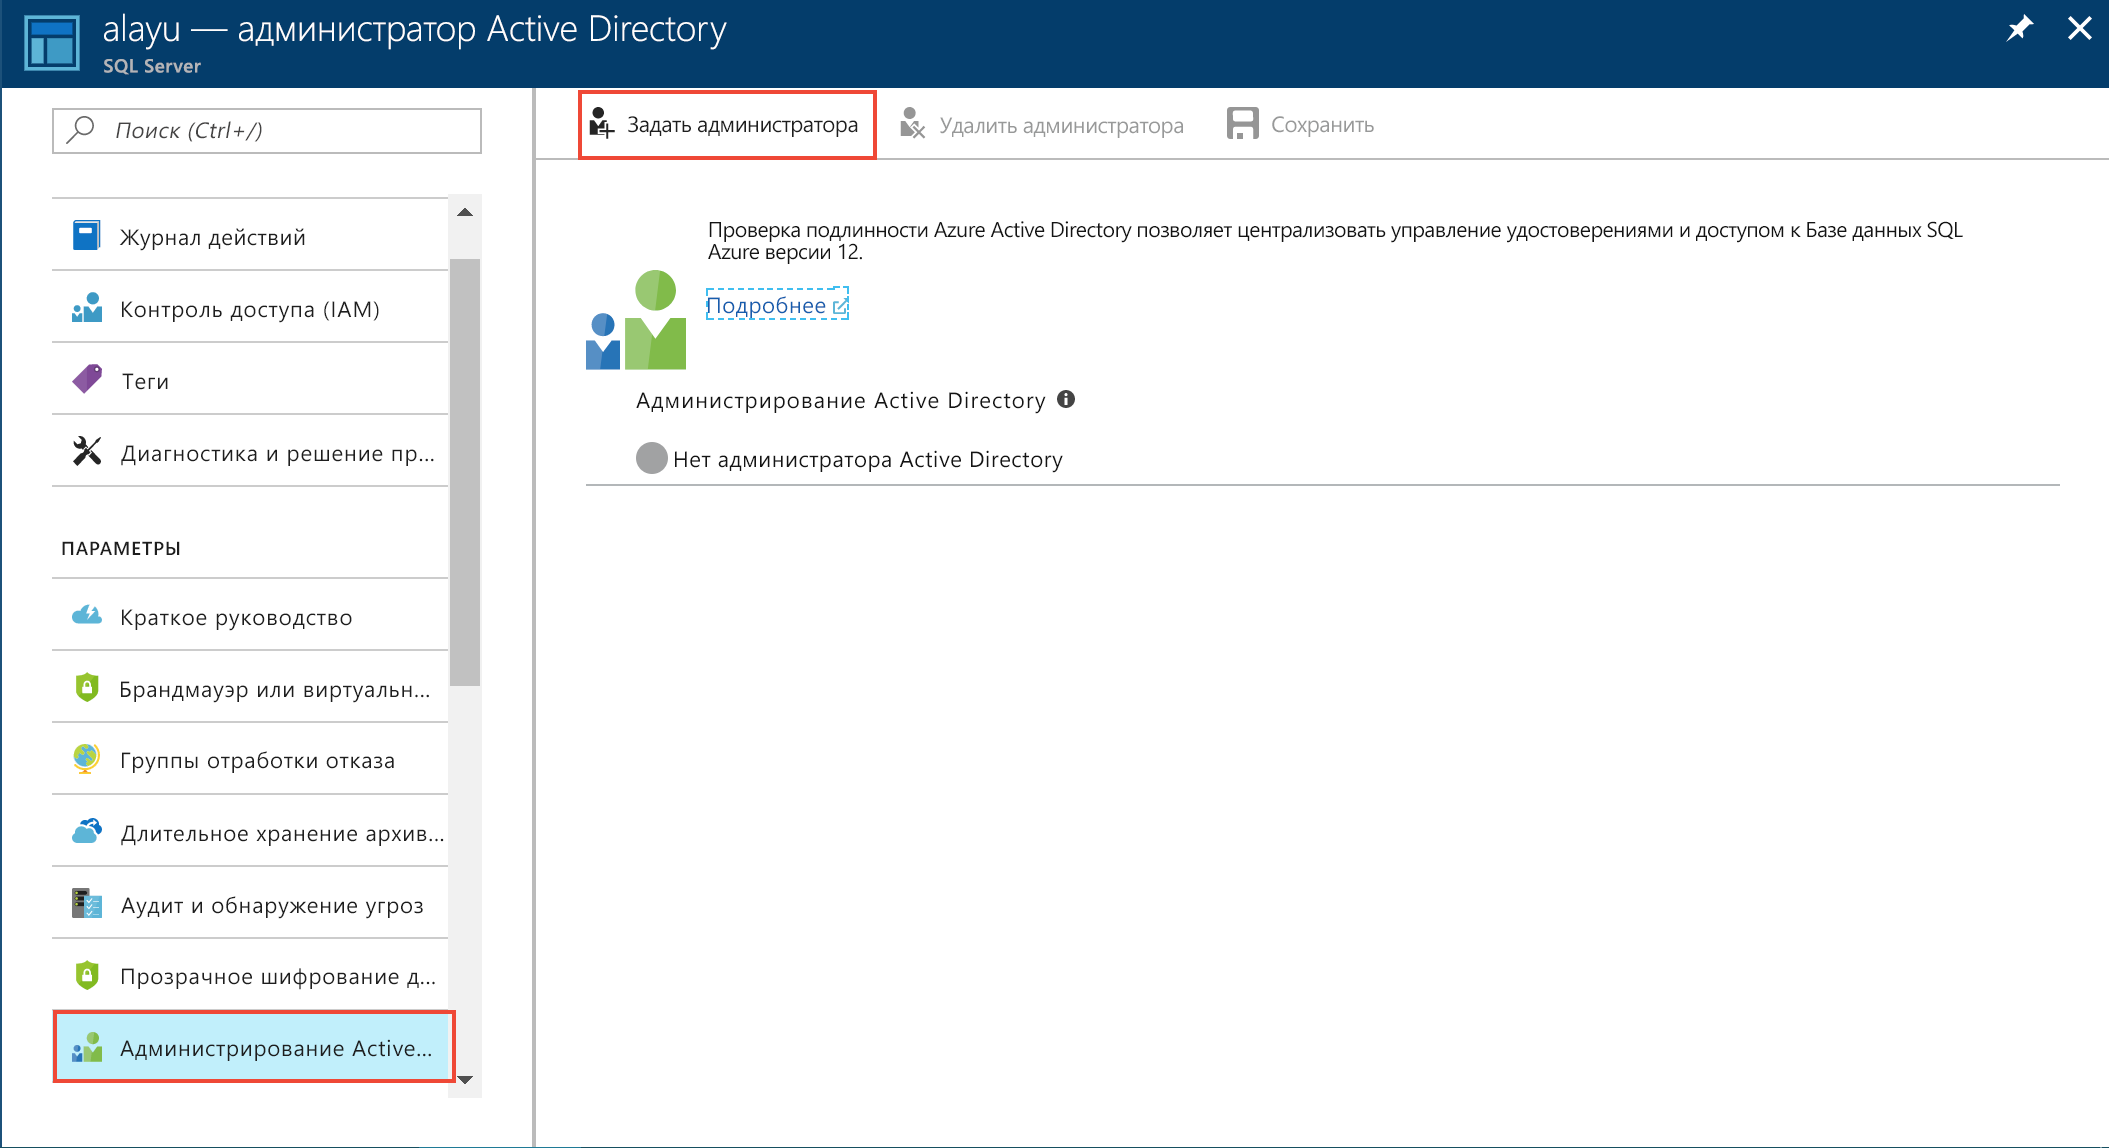 alayu — администратор Active Directory
SQL Server
Поиск (Ctrl+/)
Журнал действий
Контроль доступа (IAM)
Теги
Диагностика и решение пр...
ПАРАМЕТРЫ
Краткое руководство
Брандмауэр или виртуальн...
Группы отработки отказа
Длительное хранение архив...
Аудит и обнаружение угроз
Прозрачное шифрование д...
Администрирование Active...
Задать администратора
Удалить администратора
Сохранить
Проверка подлинности Azure Active Directory позволяет централизовать управление удостоверениями и доступом к Базе данных SQL
Azure версии 12.
Подробнее
Администрирование Active Directory
Нет администратора Active Directory